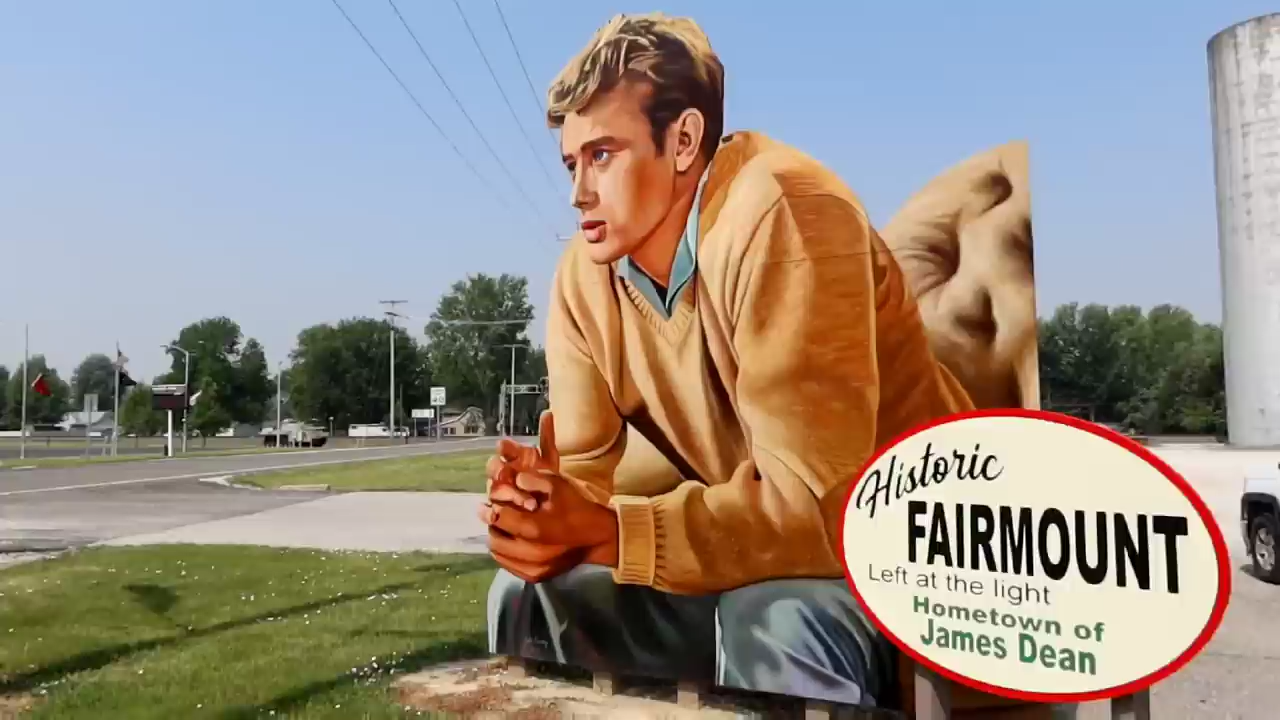 Historic
FAIRMOUNT
Left at the light
Hometown of
James Dean